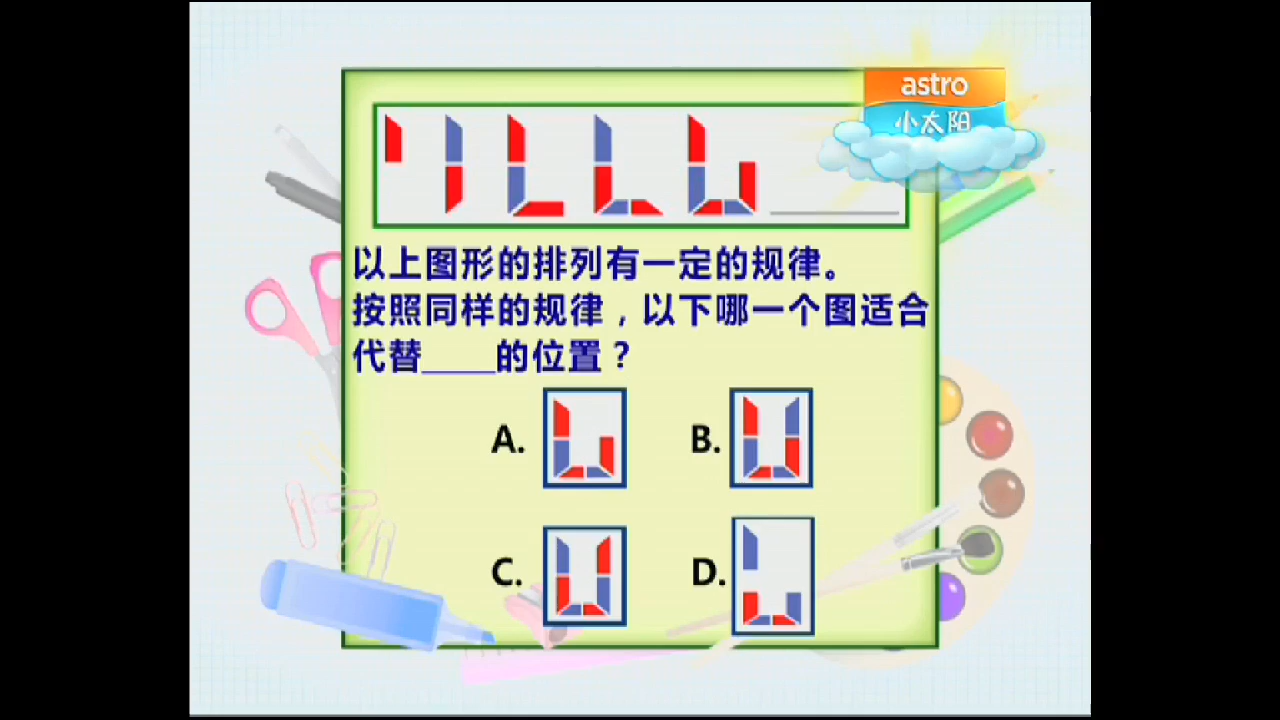 astro
小太阳
以上图形的排列有一定的规律。
按照同样的规律，以下哪一个图适合
代替____的位置？
A. B.
C. D.